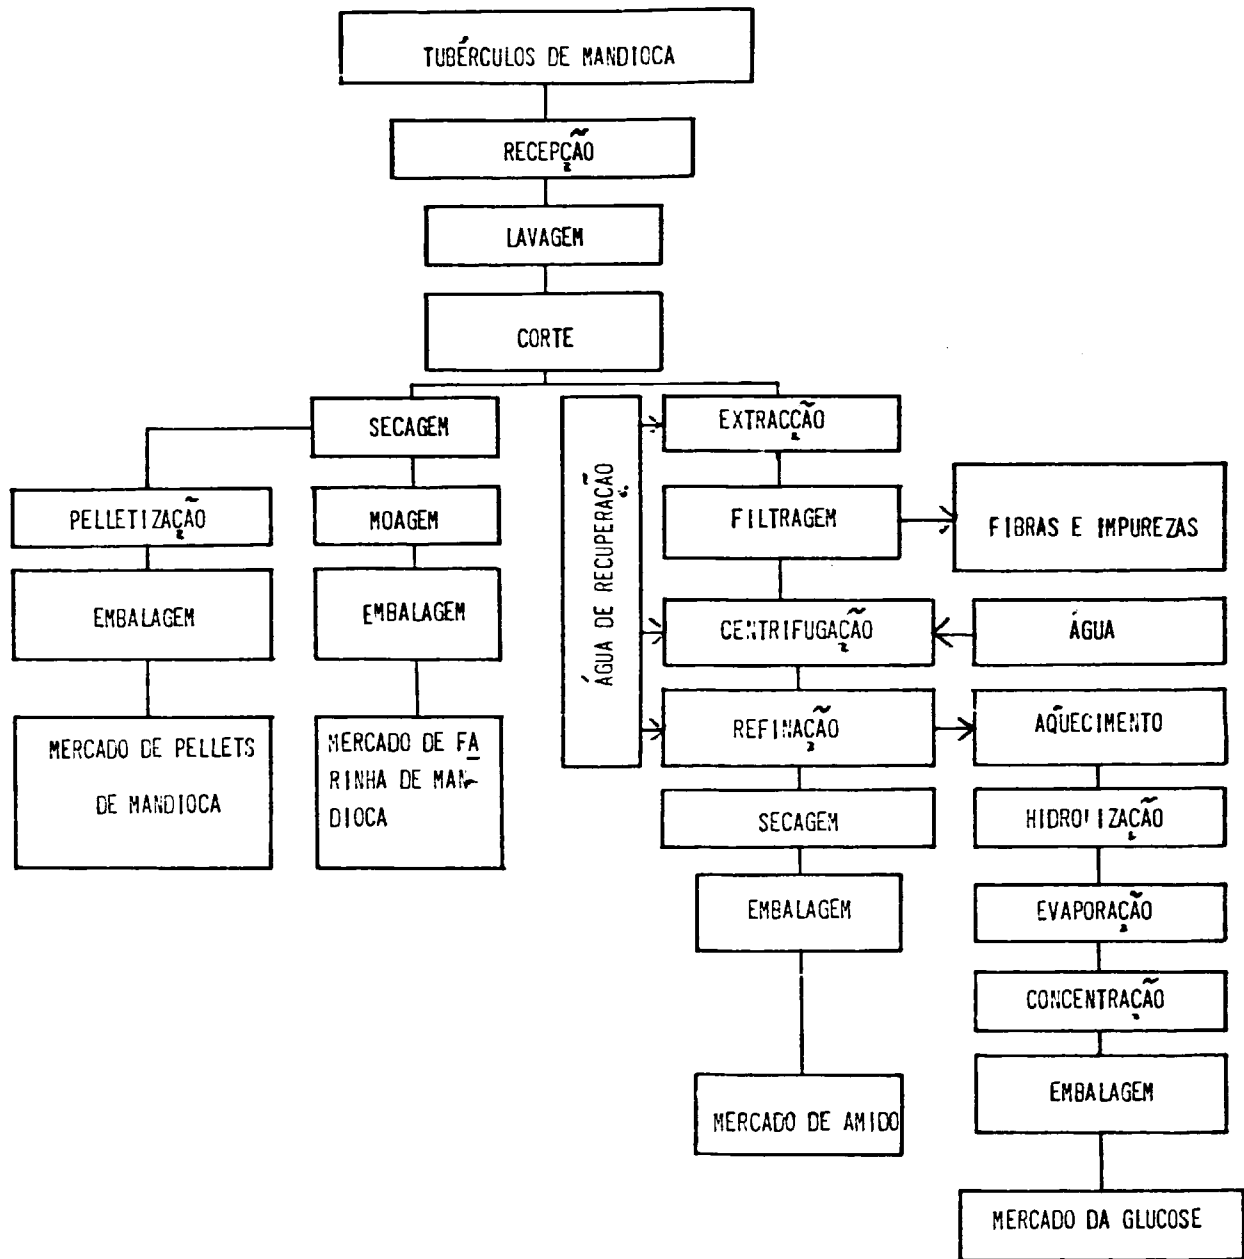 TUBÉRCULOS DE MANDIOCA
RECEPÇÃO
LAVAGEM
CORTE
SECAGEM
EXTRACÇÃO
ÁGUA DE RECUPERAÇÃO
PELLETIZAÇÃO
MOAGEM
FILTRAGEM
FIBRAS E IMPUREZAS
EMBALAGEM
EMBALAGEM
CENTRIFUGAÇÃO
ÁGUA
MERCADO DE PELLETS
DE MANDIOCA
MERCADO DE FA
RINHA DE MAN-
DIOCA
REFINAÇÃO
AQUECIMENTO
SECAGEM
HIDROLIZAÇÃO
EMBALAGEM
EVAPORAÇÃO
CONCENTRAÇÃO
MERCADO DE AMIDO
EMBALAGEM
MERCADO DA GLUCOSE